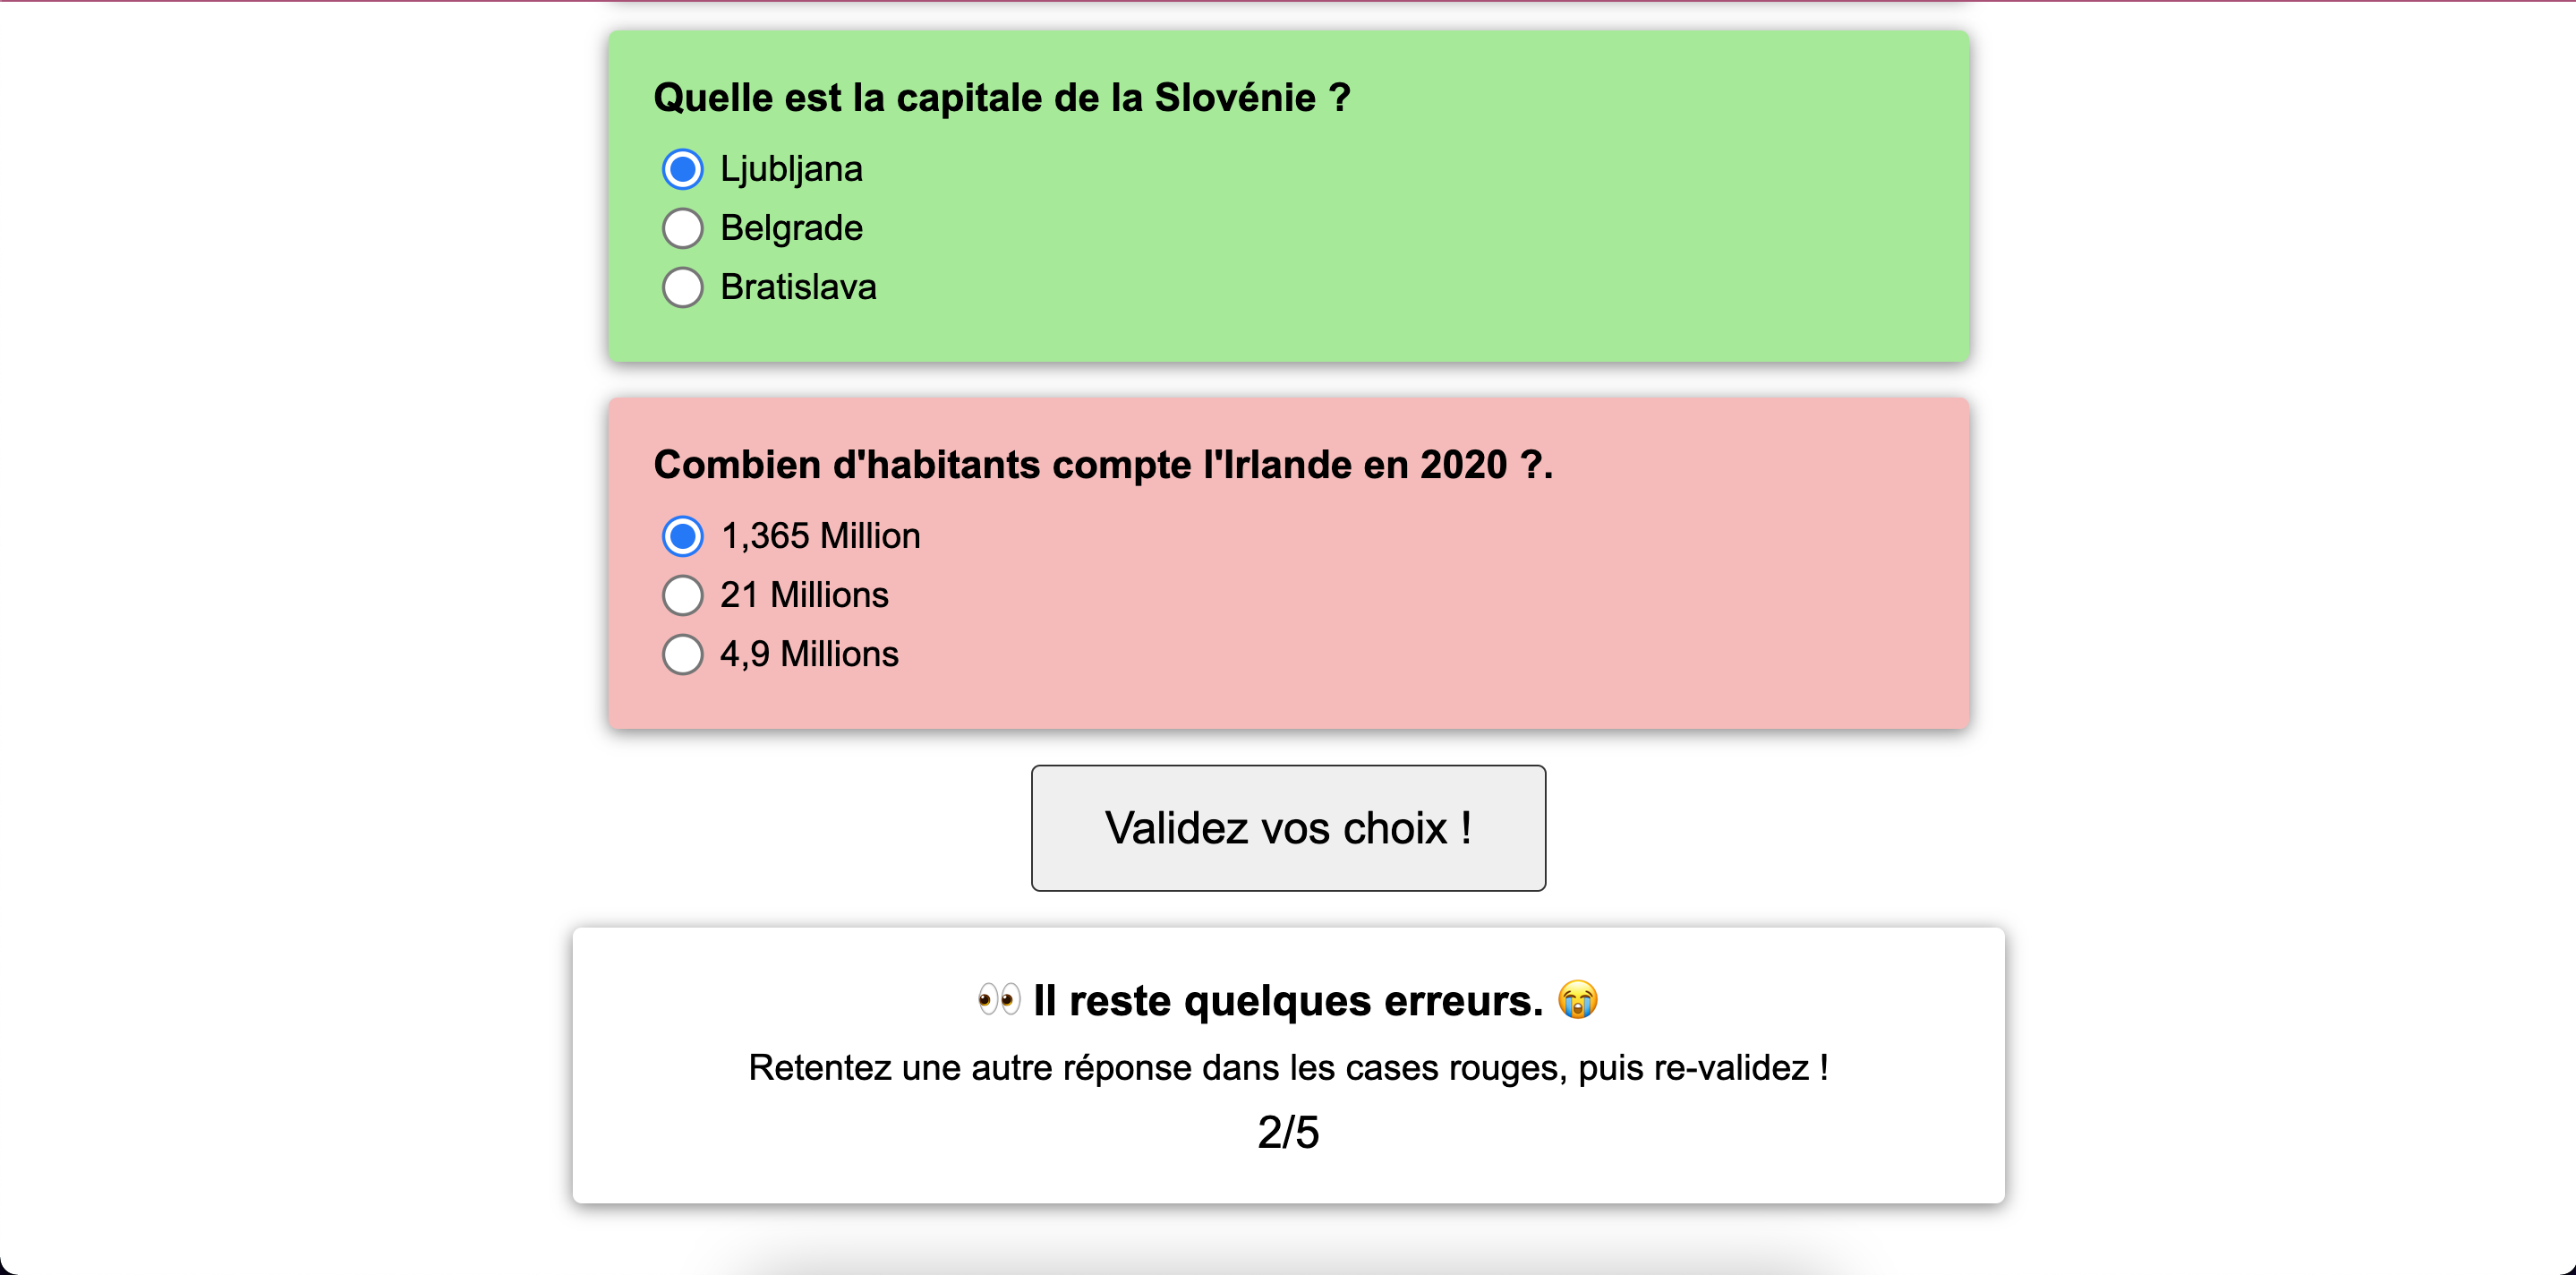 Quelle est la capitale de la Slovénie ?
Ljubljana
Belgrade
Bratislava
Combien d'habitants compte l'Irlande en 2020 ?.
1,365 Million
21 Millions
4,9 Millions
Validez vos choix !
👀 Il reste quelques erreurs. 😭
Retentez une autre réponse dans les cases rouges, puis re-validez !
2/5